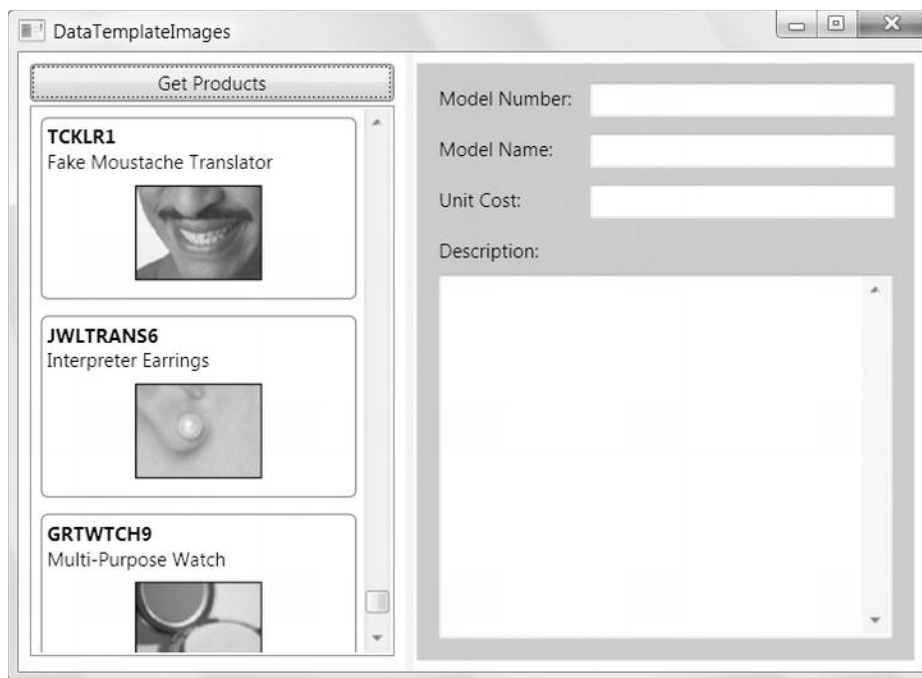 DataTemplateImages
Get Products
TCKLR1
Fake Moustache Translator
JWLTRANS6
Interpreter Earrings
GRTWTCH9
Multi-Purpose Watch
Model Number:
Model Name:
Unit Cost:
Description: